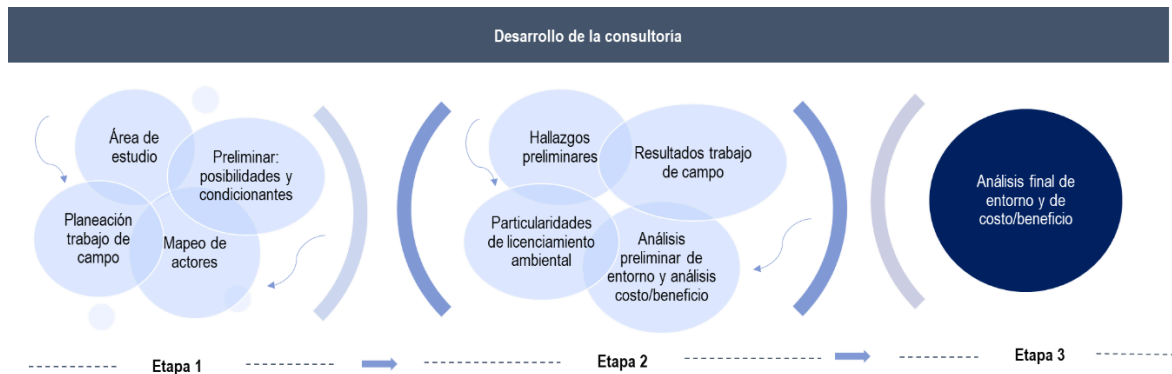 Desarrollo de la consultoría
Área de
estudio
Preliminar:
posibilidades y
condicionantes
Planeación
trabajo de
campo
Mapeo de
actores
Hallazgos
preliminares
Resultados trabajo
de campo
Particularidades
de licenciamiento
ambiental
Análisis
preliminar de
entorno y análisis
costo/beneficio
Análisis final de
entorno y de
costo/beneficio
Etapa 1
Etapa 2
Etapa 3